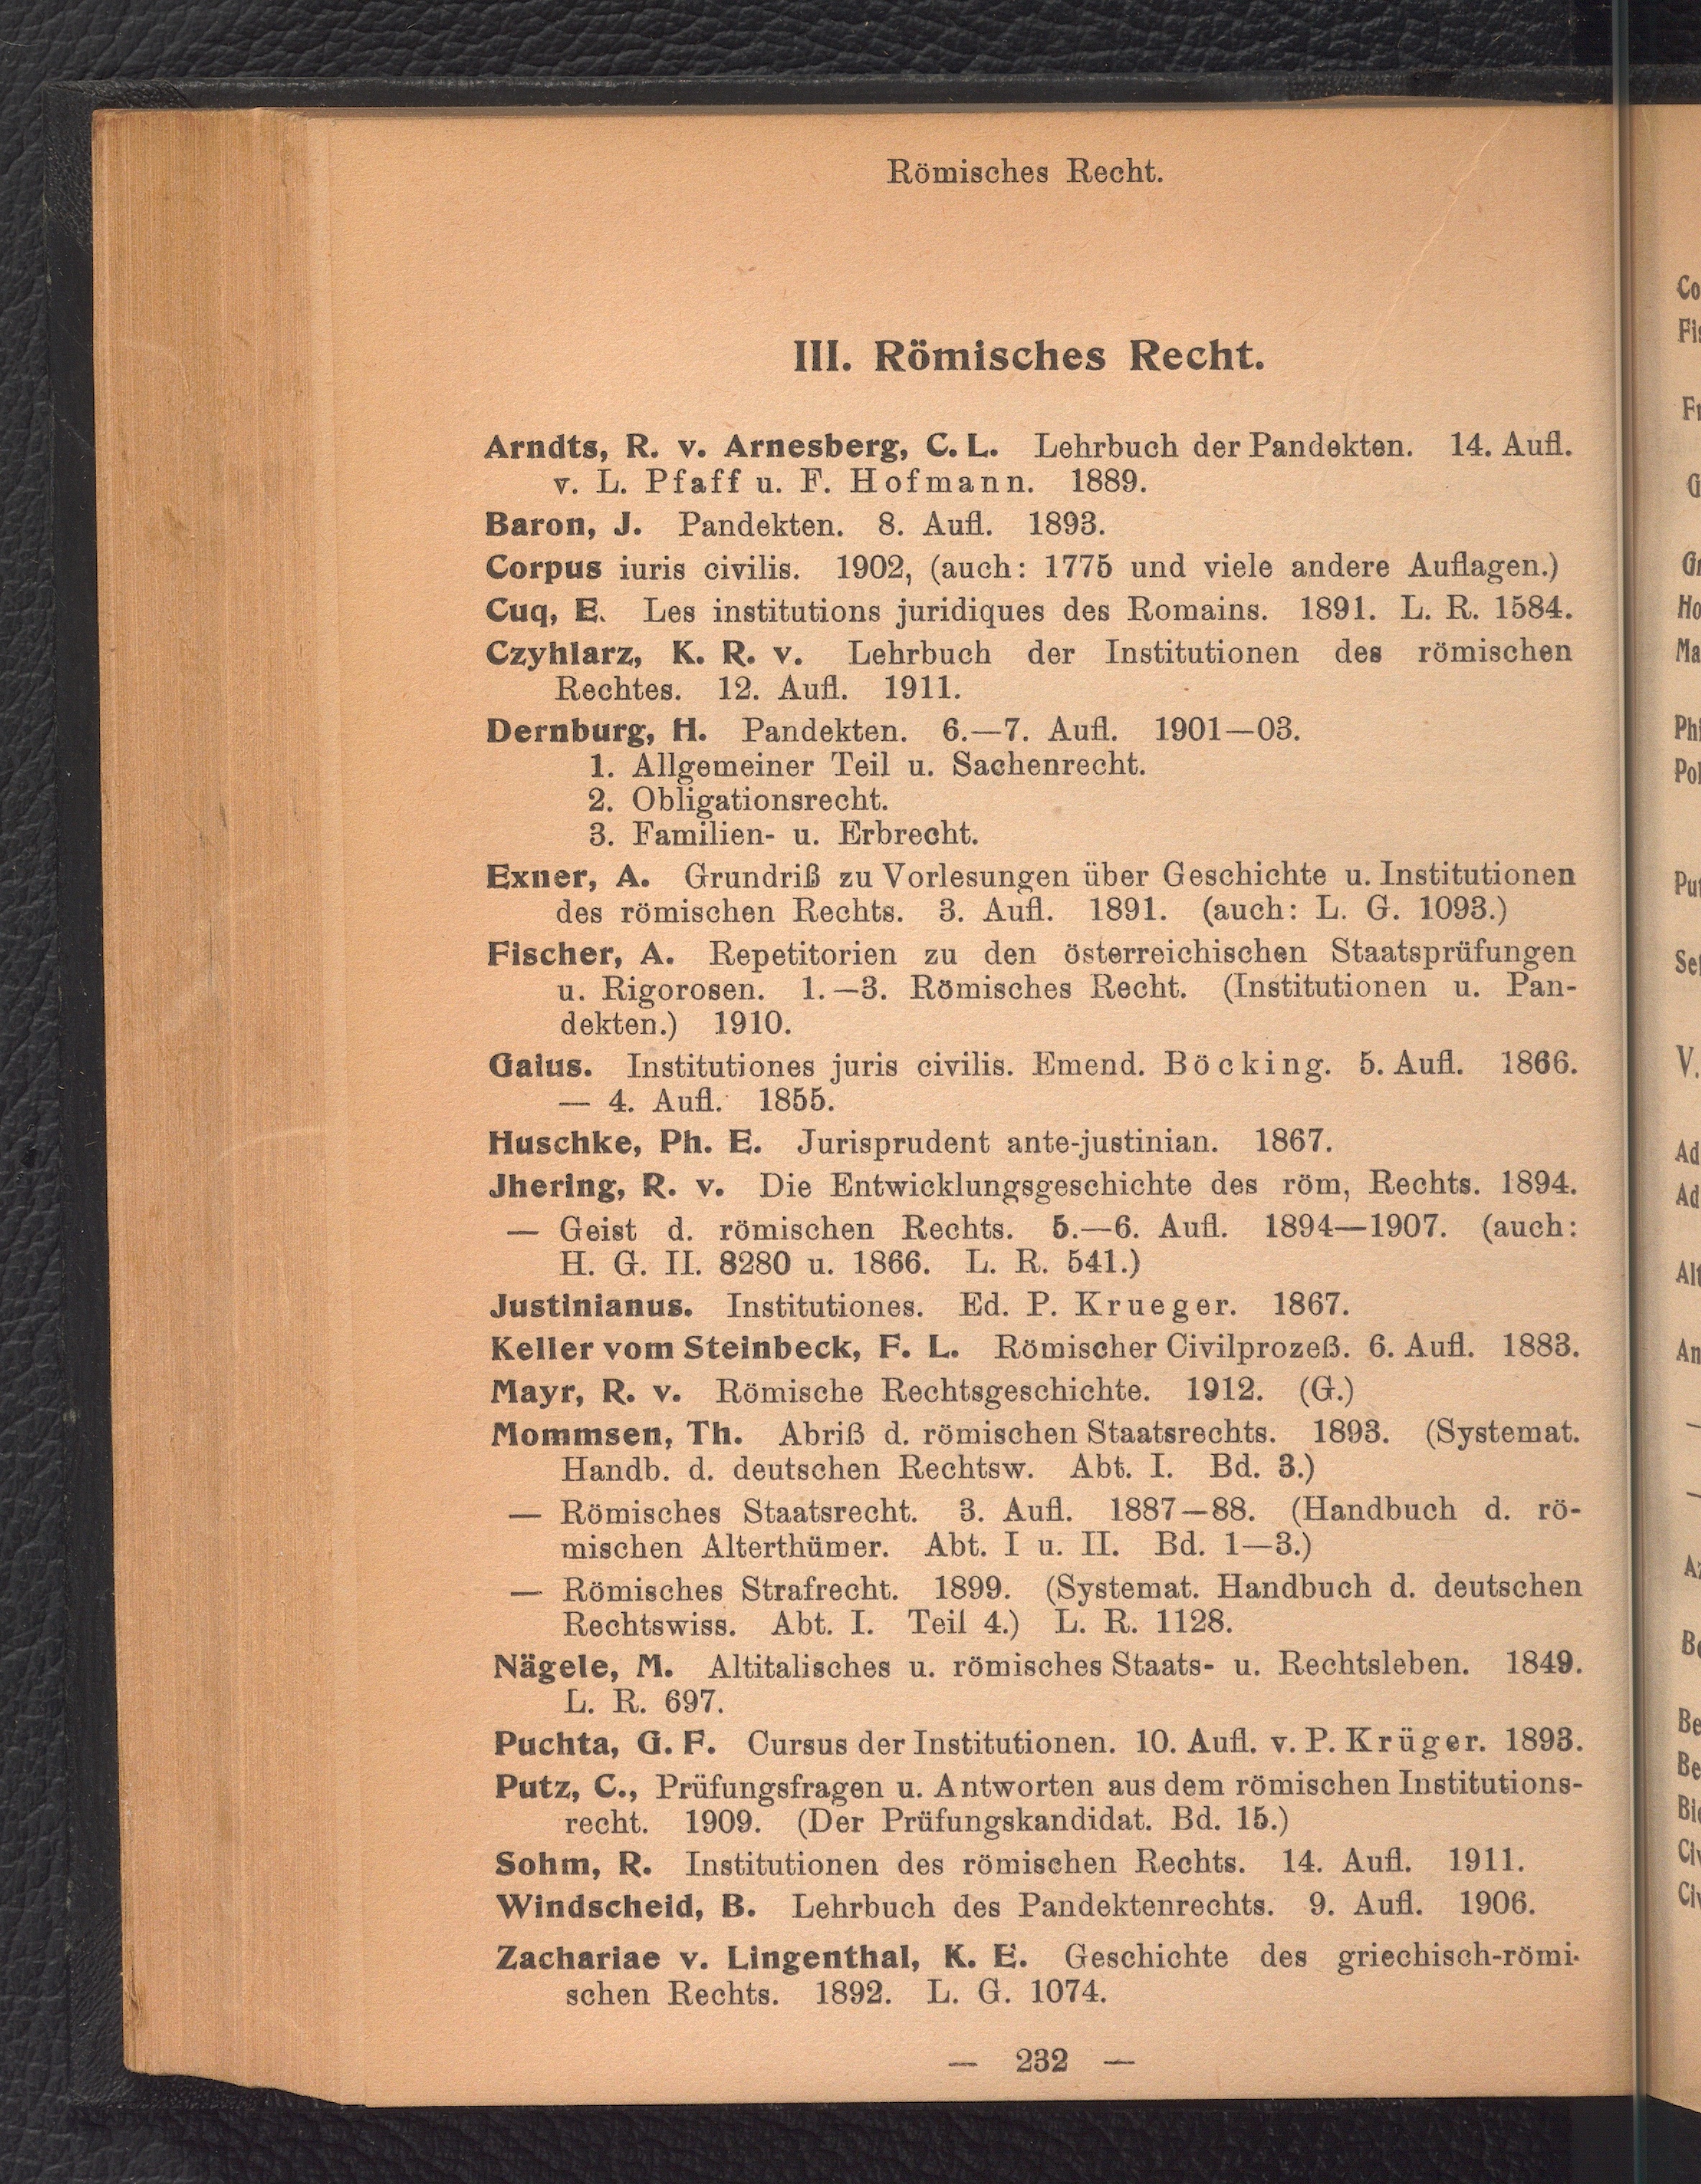 Römisches Recht.
III. Römisches Recht.
Arndts, R. v. Arnesberg, C. L. Lehrbuch der Pandekten. 14. Aufl.
v. L. Pfaff u. F. Hofmann. 1889.
Baron, J. Pandekten. 8. Aufl. 1893.
Corpus iuris civilis. 1902, (auch: 1775 und viele andere Auflagen.)
Cuq, E. Les institutions juridiques des Romains. 1891. L. R. 1584.
Czyhlarz, K. R. v. Lehrbuch der Institutionen des römischen
Rechtes. 12. Aufl. 1911.
Dernburg, H. Pandekten. 6.—7. Aufl. 1901—03.
1. Allgemeiner Teil u. Sachenrecht.
2. Obligationsrecht.
3. Familien- u. Erbrecht.
Exner, A. Grundriß zu Vorlesungen über Geschichte u. Institutionen
des römischen Rechts. 3. Aufl. 1891. (auch: L. G. 1093.)
Fischer, A. Repetitorien zu den österreichischen Staatsprüfungen
u. Rigorosen. 1.—3. Römisches Recht. (Institutionen u. Pan-
dekten.) 1910.
Gaius. Institutiones juris civilis. Emend. Böcking. 5. Aufl. 1866.
— 4. Aufl. 1855.
Huschke, Ph. E. Jurisprudent ante-justinian. 1867.
Jhering, R. v. Die Entwicklungsgeschichte des röm, Rechts. 1894.
— Geist d. römischen Rechts. 5.—6. Aufl. 1894—1907. (auch:
H. G. II. 8280 u. 1866. L. R. 541.)
Justinianus. Institutiones. Ed. P. Krueger. 1867.
Keller vom Steinbeck, F. L. Römischer Civilprozeß. 6. Aufl. 1883.
Mayr, R. v. Römische Rechtsgeschichte. 1912. (G.)
Mommsen, Th. Abriß d. römischen Staatsrechts. 1893. (Systemat.
Handb. d. deutschen Rechtsw. Abt. I. Bd. 3.)
— Römisches Staatsrecht. 3. Aufl. 1887—88. (Handbuch d. rö-
mischen Alterthümer. Abt. I u. II. Bd. 1—3.)
— Römisches Strafrecht. 1899. (Systemat. Handbuch d. deutschen
Rechtswiss. Abt. I. Teil 4.) L. R. 1128.
Nägele, M. Altitalisches u. römisches Staats- u. Rechtsleben. 1849.
L. R. 697.
Puchta, G. F. Cursus der Institutionen. 10. Aufl. v. P. Krüger. 1893.
Putz, C., Prüfungsfragen u. Antworten aus dem römischen Institutions-
recht. 1909. (Der Prüfungskandidat. Bd. 15.)
Sohm, R. Institutionen des römischen Rechts. 14. Aufl. 1911.
Windscheid, B. Lehrbuch des Pandektenrechts. 9. Aufl. 1906.
Zachariae v. Lingenthal, K. E. Geschichte des griechisch-römi-
schen Rechts. 1892. L. G. 1074.
— 232 —